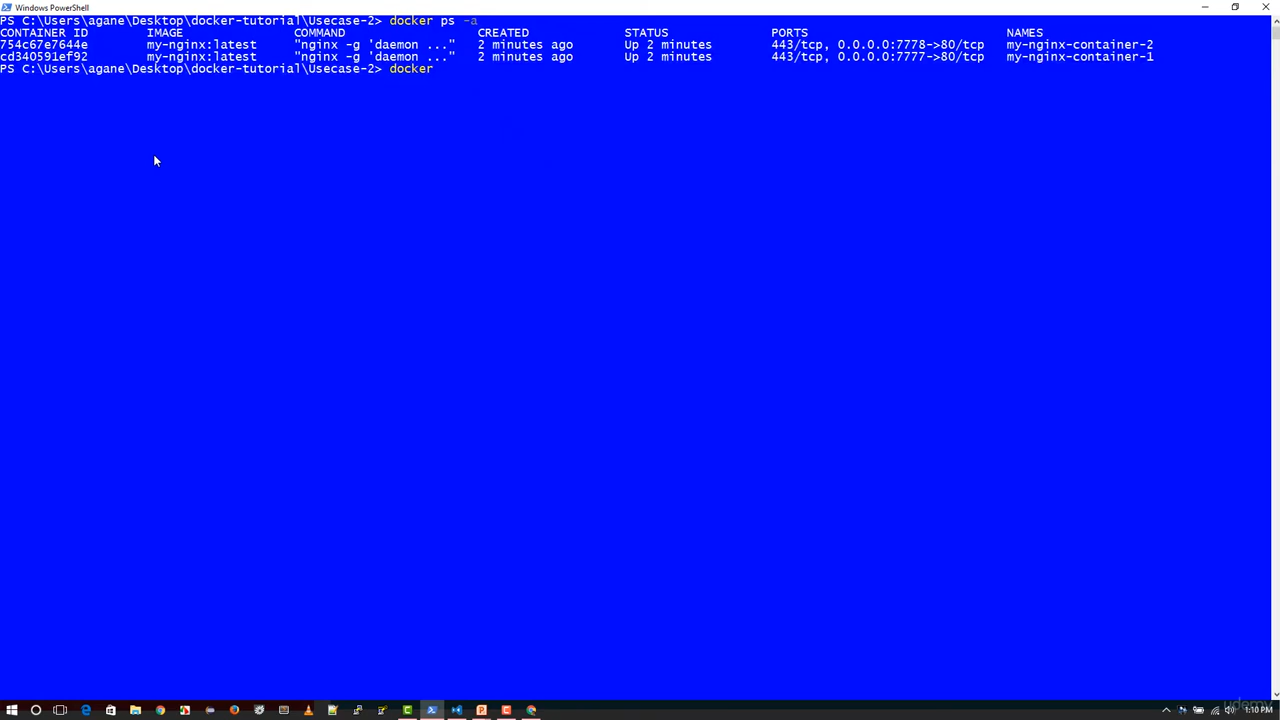 Windows PowerShell
PS C:\Users\agane\Desktop\docker-tutorial\Usecase-2> docker ps -a
CONTAINER ID IMAGE COMMAND CREATED STATUS PORTS NAMES
754c67e7644e my-nginx:latest "nginx -g 'daemon ..." 2 minutes ago Up 2 minutes 443/tcp, 0.0.0.0:7778->80/tcp my-nginx-container-2
cd340591ef92 my-nginx:latest "nginx -g 'daemon ..." 2 minutes ago Up 2 minutes 443/tcp, 0.0.0.0:7777->80/tcp my-nginx-container-1
PS C:\Users\agane\Desktop\docker-tutorial\Usecase-2> docker
udemy
1:10 PM